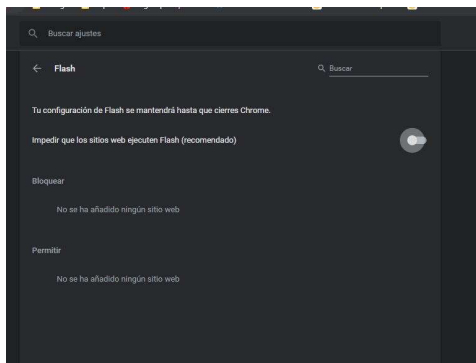 Buscar ajustes
Flash
Buscar
Tu configuración de Flash se mantendrá hasta que cierres Chrome.
Impedir que los sitios web ejecuten Flash (recomendado)
Bloquear
No se ha añadido ningún sitio web
Permitir
No se ha añadido ningún sitio web